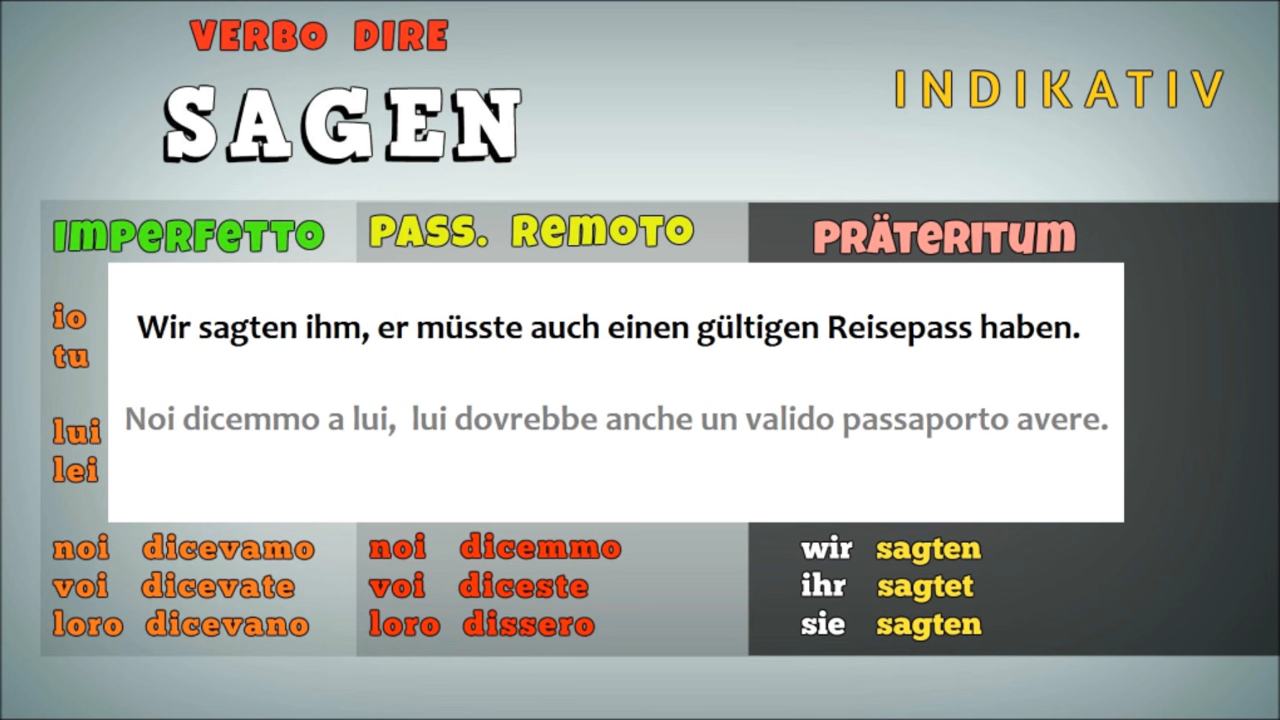 VERBO DIRE
SAGEN
INDIKATIV
IMPERFETTO
PASS. REMOTO
PRÄTERITUM
io
tu
lui
lei
Wir sagten ihm, er müsste auch einen gültigen Reisepass haben.
Noi dicemmo a lui, lui dovrebbe anche un valido passaporto avere.
noi dicevamo
voi dicevate
loro dicevano
noi dicemmo
voi diceste
loro dissero
wir sagten
ihr sagtet
sie sagten